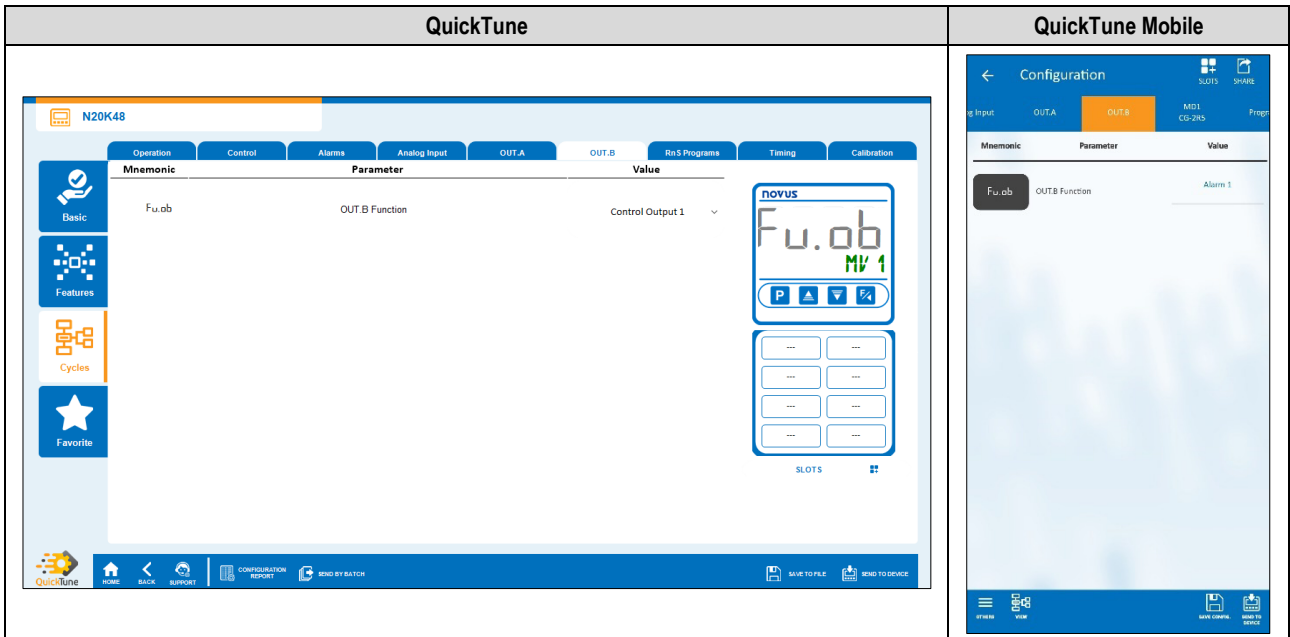 QuickTune
QuickTune Mobile
N20K48
Operation Control Alarms Analog Input OUT.A OUT.B RnS Programs Timing Calibration
Mnemonic Parameter Value
Fu.ob OUT.B Function Control Output 1
Basic
Features
Cycles
Favorite
novus
Fu.ob
MV 1
P F/
--- ---
--- ---
--- ---
--- ---
SLOTS
QuickTune
HOME BACK SUPPORT CONFIGURATION REPORT SEND BY BATCH SAVE TO FILE SEND TO DEVICE
Configuration SLOTS SHARE
og Input OUT.A OUT.B MD1 Progr
CG-2RS
Mnemonic Parameter Value
Fu.ob OUT.B Function Alarm 1
OTHERS VIEW SAVE CONFIG. SEND TO
DEVICE